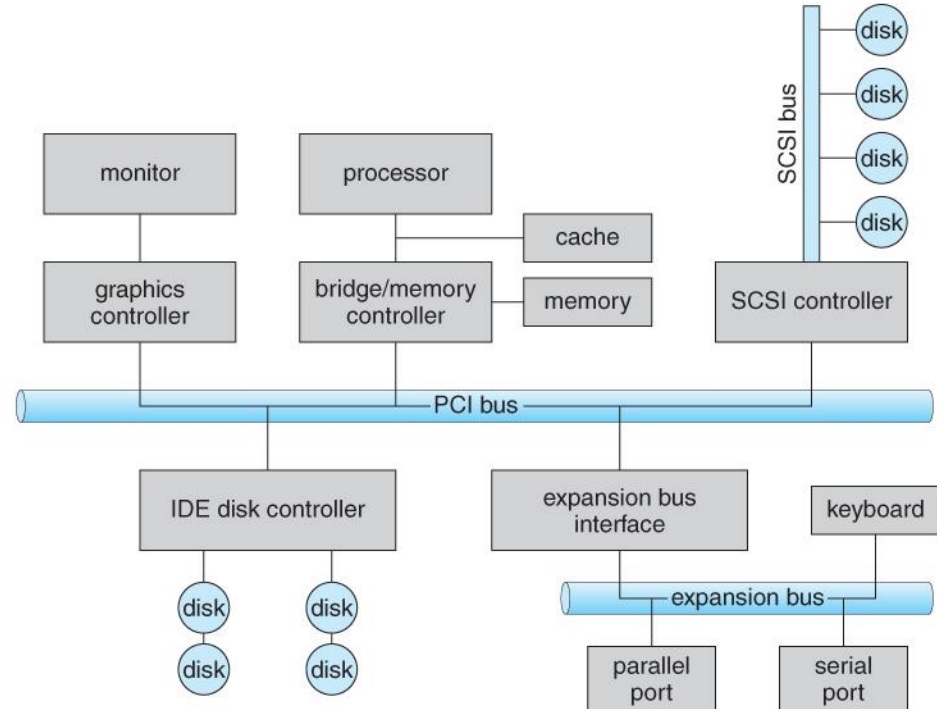 disk
disk
disk
disk
SCSI bus
monitor
processor
cache
graphics
controller
bridge/memory
controller
memory
SCSI controller
PCI bus
IDE disk controller
expansion bus
interface
keyboard
disk
disk
expansion bus
disk
disk
parallel
port
serial
port